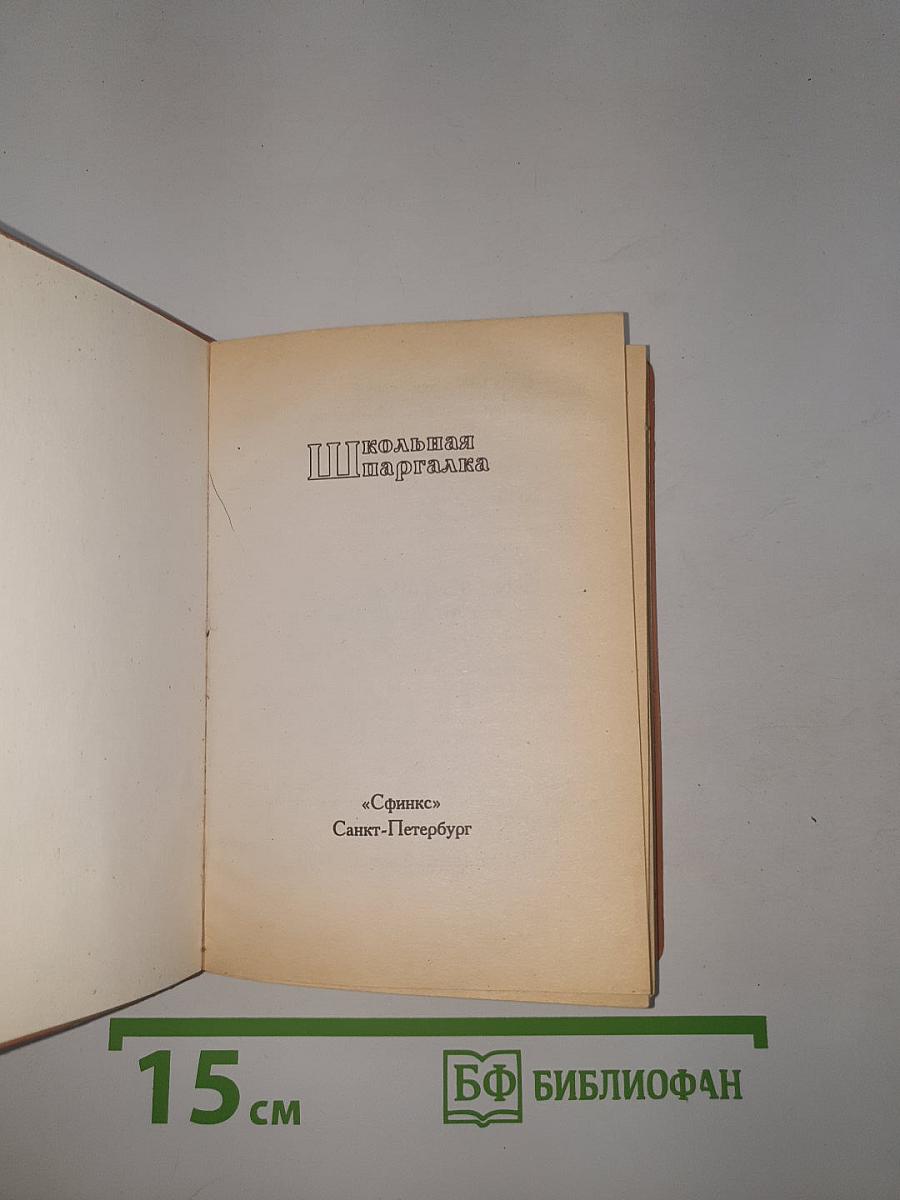 Школьная
Шпаргалка
«Сфинкс»
Санкт-Петербург
15 см
БФ БИБЛИОФАН